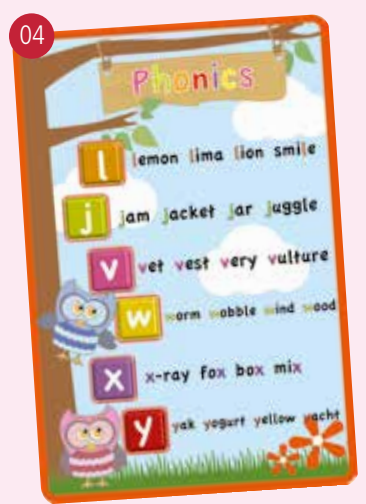 04
Phonics
l lemon lima lion smile
j jam jacket jar juggle
v vet vest very vulture
w worm wobble wind wood
x x-ray fox box mix
y yak yogurt yellow yacht